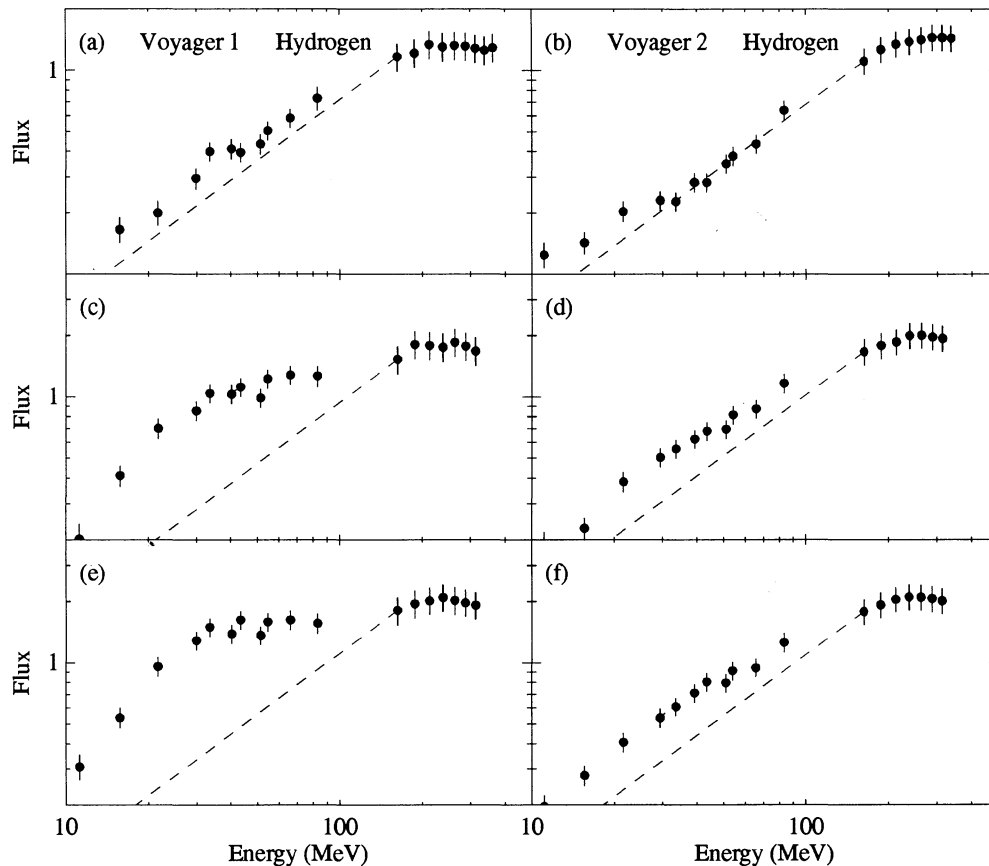 (a) Voyager 1 Hydrogen
(b) Voyager 2 Hydrogen
1
Flux
(c)
(d)
1
Flux
(e)
(f)
1
Flux
10
100
10
100
Energy (MeV)
Energy (MeV)